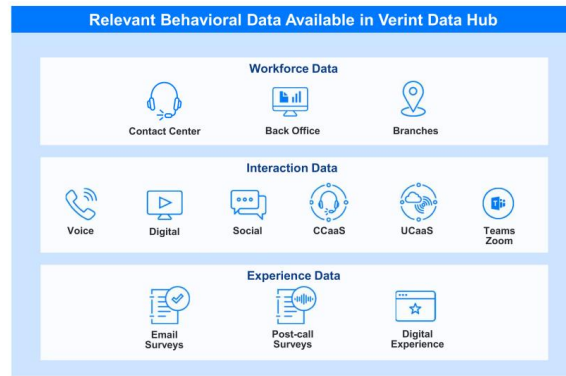 Relevant Behavioral Data Available in Verint Data Hub
Workforce Data
Contact Center
Back Office
Branches
Interaction Data
Voice
Digital
Social
CCaaS
UCaaS
Teams
Zoom
Experience Data
Email
Surveys
Post-call
Surveys
Digital
Experience